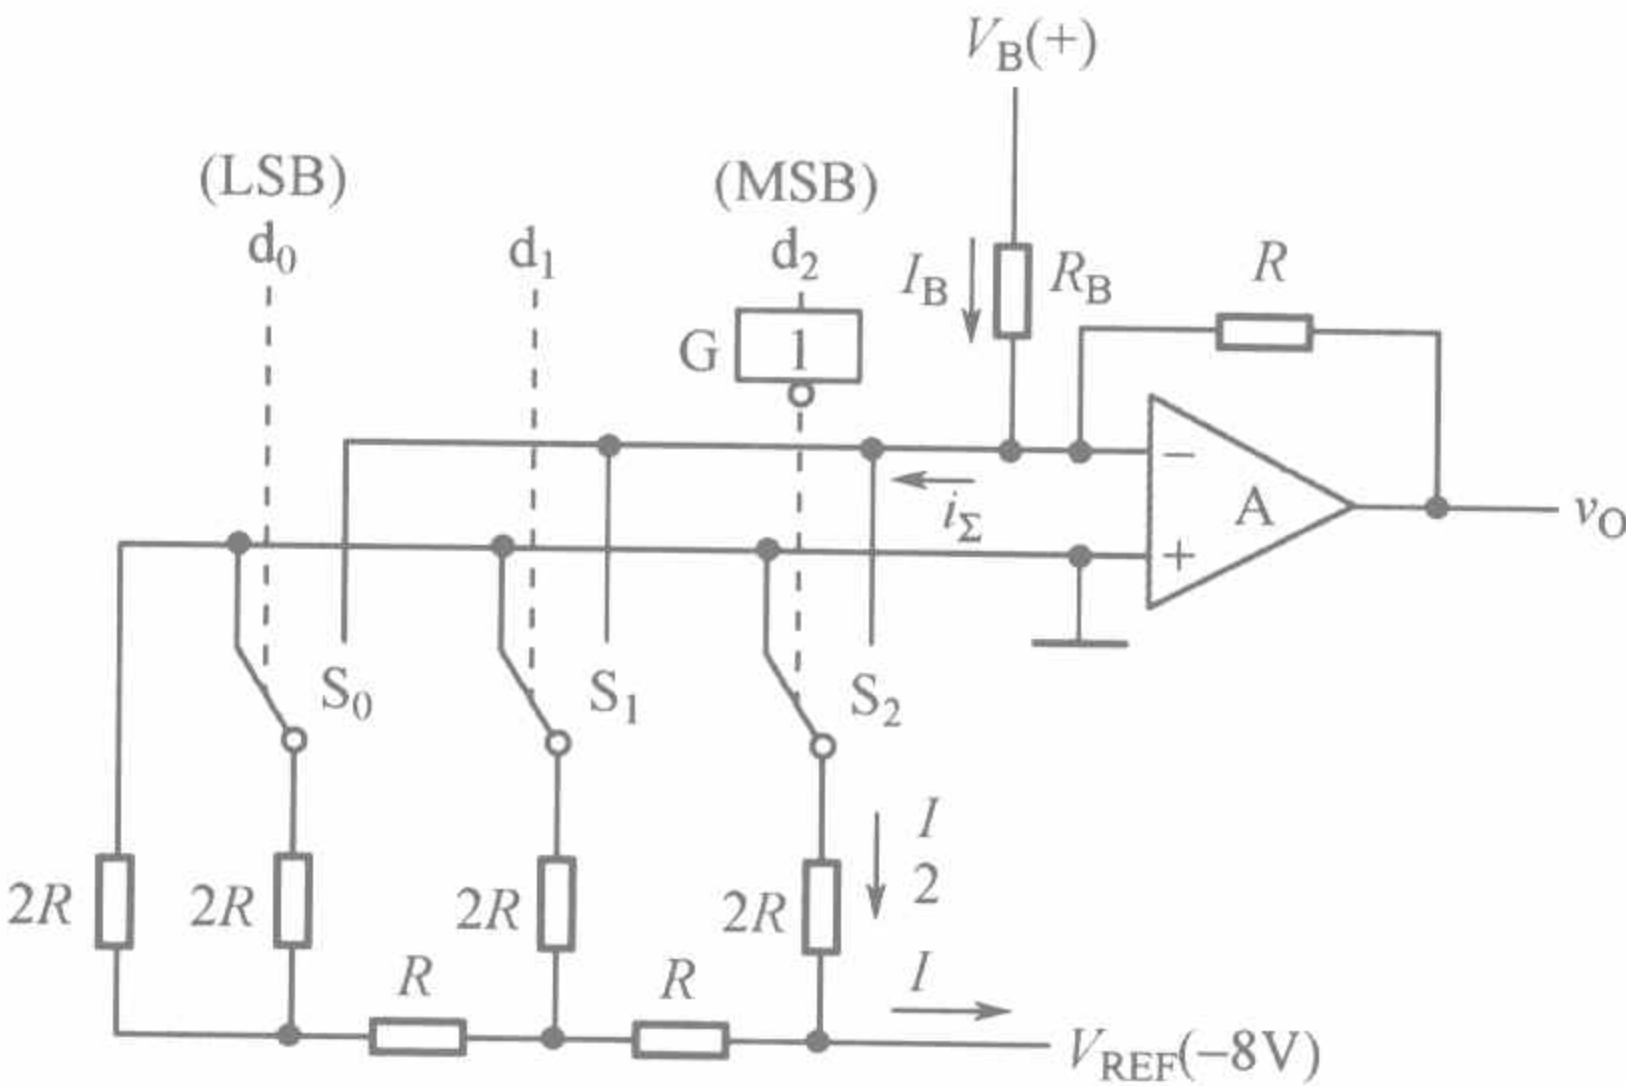 V_B(+)
(LSB) (MSB)
d_0 d_1 d_2
I_B R_B R
G 1
− A
i_Σ v_O
+
S_0 S_1 S_2
I
2R 2R 2R 2R 2
R R I
V_REF(−8V)